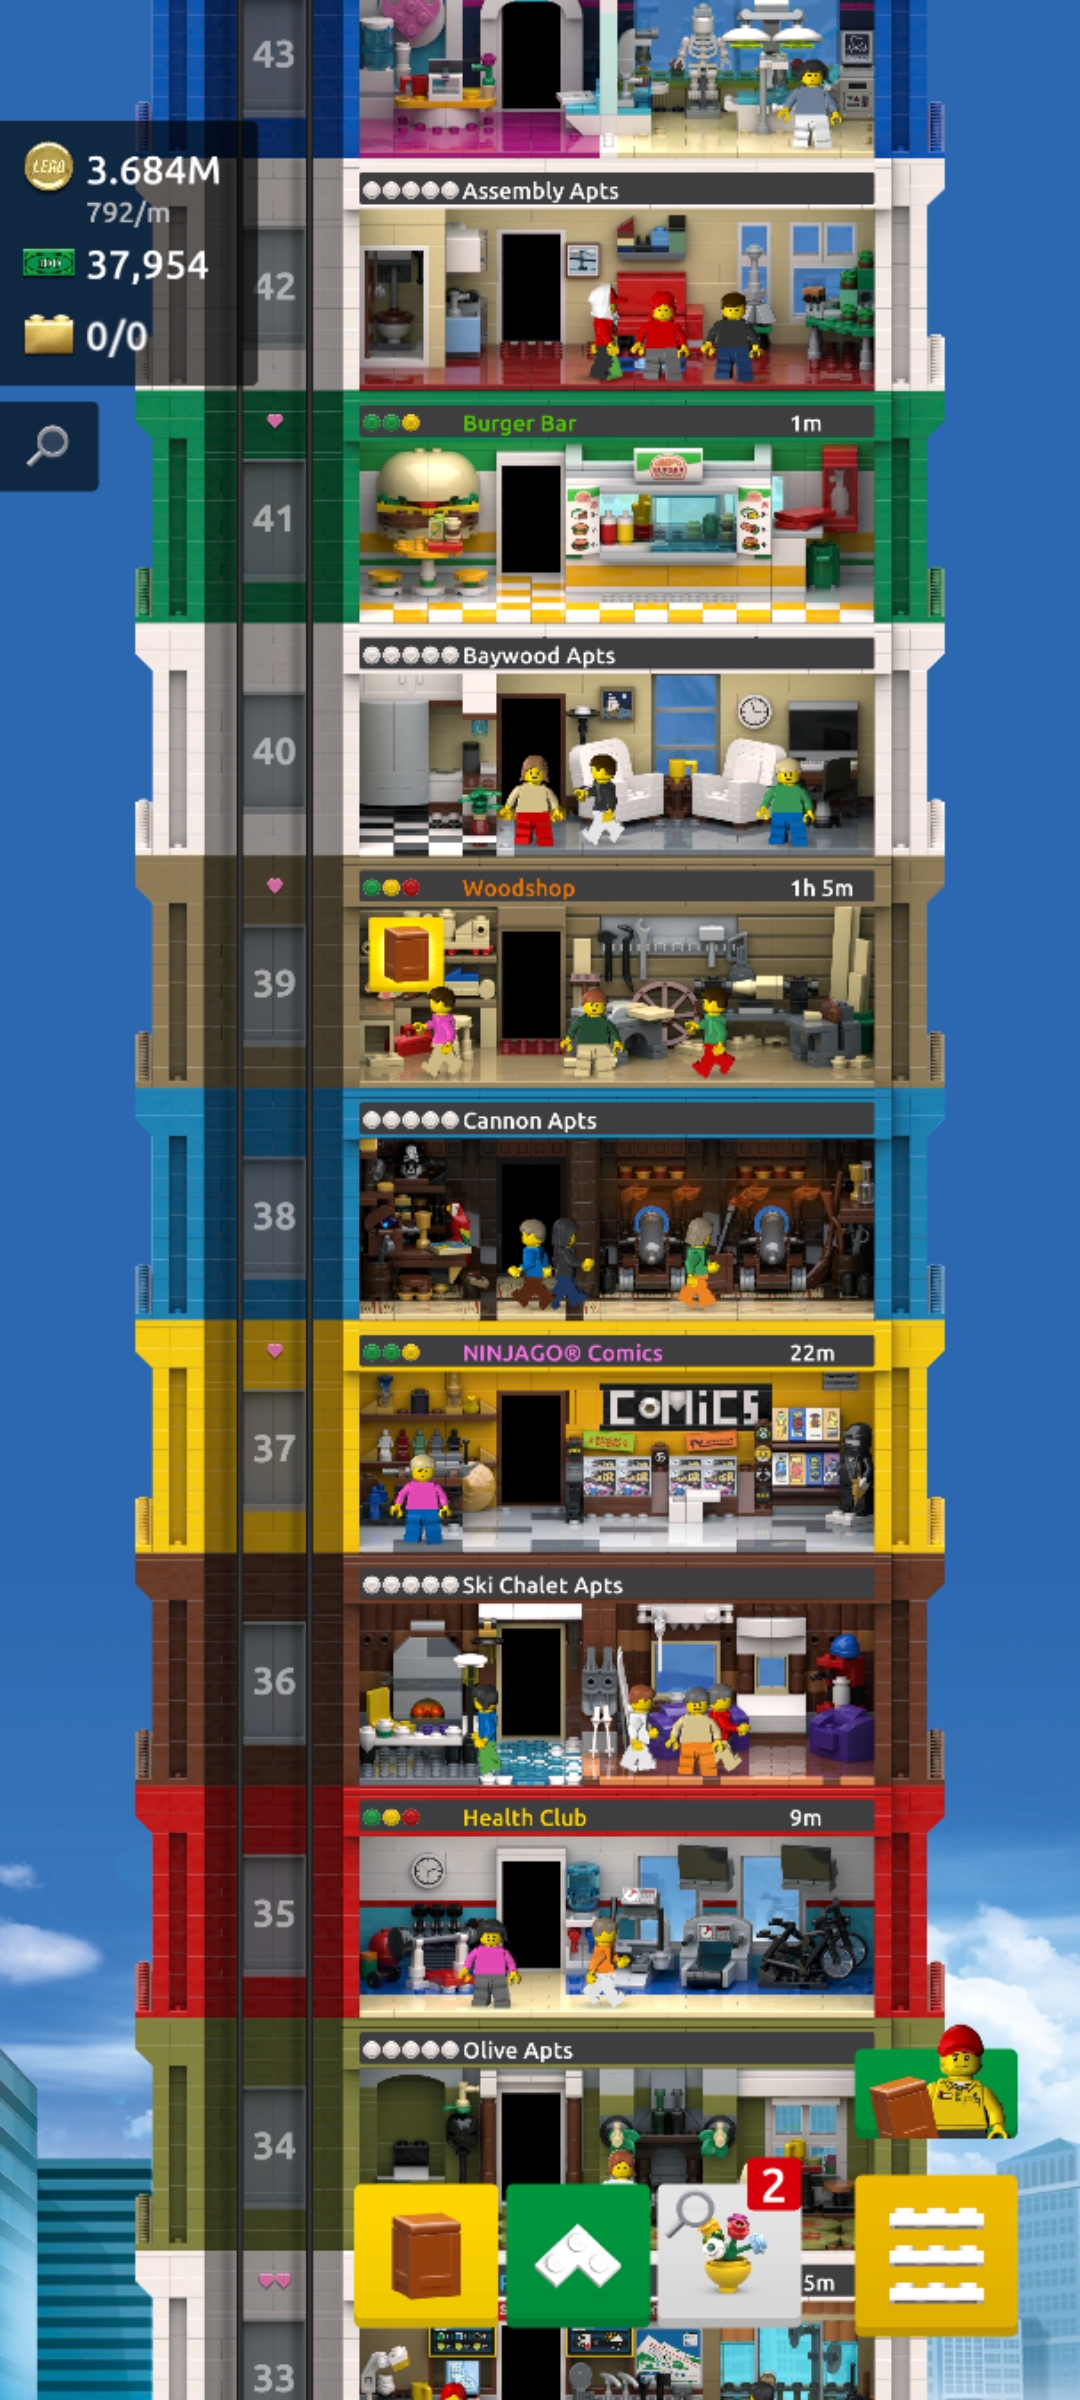 43
LEGO
3.684M
792/m
37,954
0/0
Assembly Apts
42
Burger Bar 1m
BURGER
41
Baywood Apts
40
Woodshop 1h 5m
39
Cannon Apts
38
NINJAGO® Comics 22m
COMiCS
37
Ski Chalet Apts
36
Health Club 9m
35
Olive Apts
34
2
5m
33